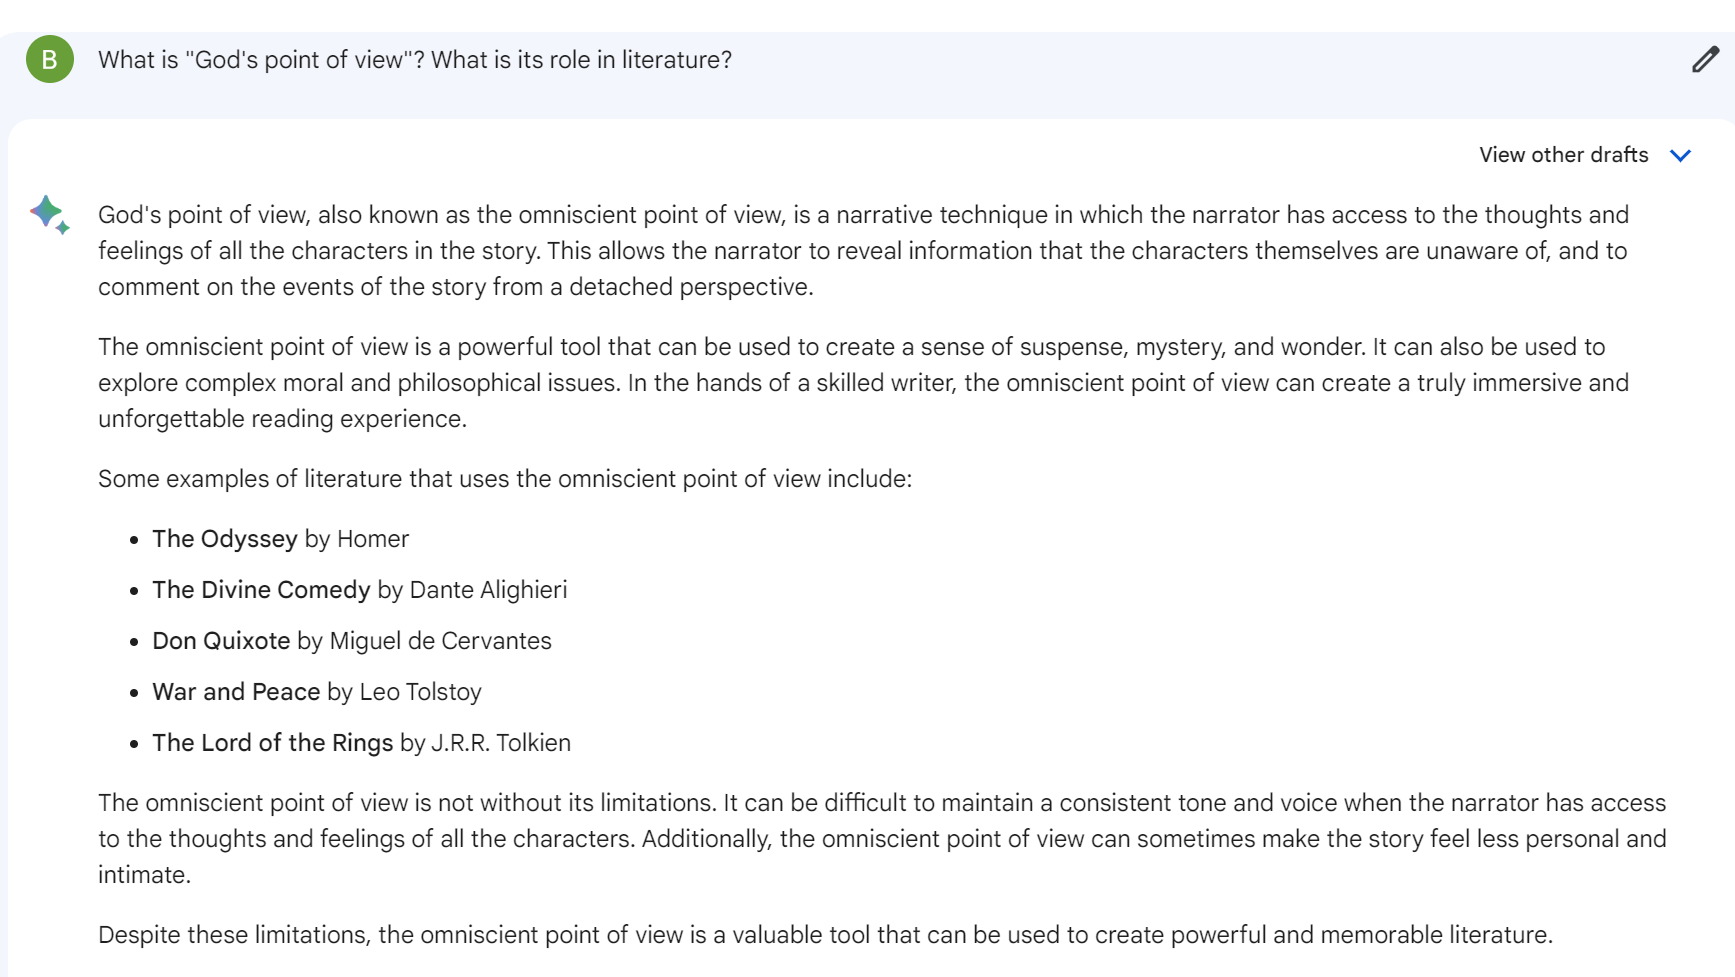 B
What is "God's point of view"? What is its role in literature?
View other drafts
God's point of view, also known as the omniscient point of view, is a narrative technique in which the narrator has access to the thoughts and
feelings of all the characters in the story. This allows the narrator to reveal information that the characters themselves are unaware of, and to
comment on the events of the story from a detached perspective.
The omniscient point of view is a powerful tool that can be used to create a sense of suspense, mystery, and wonder. It can also be used to
explore complex moral and philosophical issues. In the hands of a skilled writer, the omniscient point of view can create a truly immersive and
unforgettable reading experience.
Some examples of literature that uses the omniscient point of view include:
• The Odyssey by Homer
• The Divine Comedy by Dante Alighieri
• Don Quixote by Miguel de Cervantes
• War and Peace by Leo Tolstoy
• The Lord of the Rings by J.R.R. Tolkien
The omniscient point of view is not without its limitations. It can be difficult to maintain a consistent tone and voice when the narrator has access
to the thoughts and feelings of all the characters. Additionally, the omniscient point of view can sometimes make the story feel less personal and
intimate.
Despite these limitations, the omniscient point of view is a valuable tool that can be used to create powerful and memorable literature.